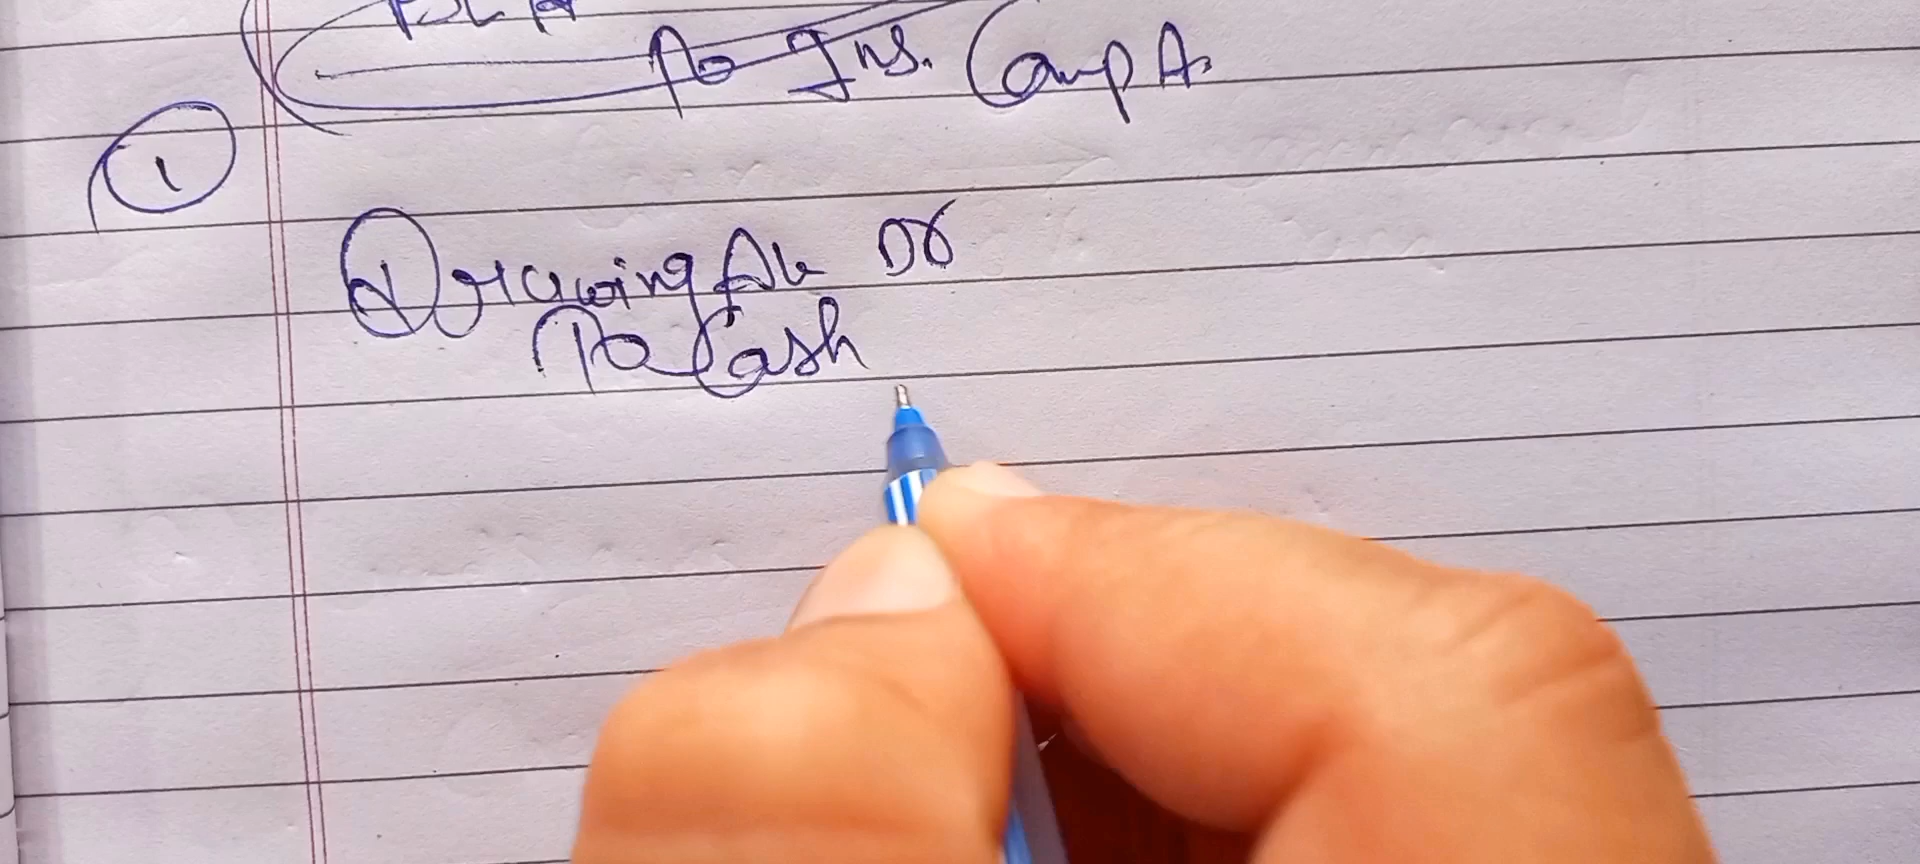 To Ins. Comp A
1
Drawing A/c Dr
To Cash